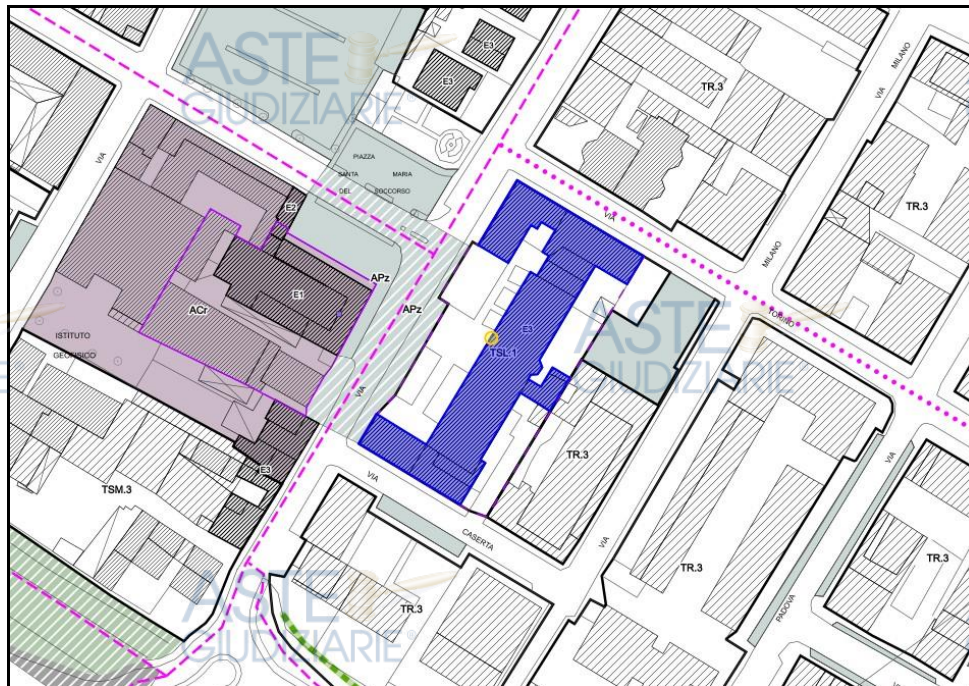 ASTE
GIUDIZIARIE®
E3
E3
TR.3
VIA
MILANO
VIA
PIAZZA
SANTA MARIA
DEL SOCCORSO
E2
VIA
TR.3
MILANO
APz
E1
APz
ACr
TORINO
ISTITUTO
GEOFISICO
E3
TSL.1
ASTE
GIUDIZIARIE®
VIA
E3
TR.3
VIA
TSM.3
VIA
CASERTA
VIA
TR.3
TR.3
TR.3
PADOVA
ASTE
GIUDIZIARIE®
VIA